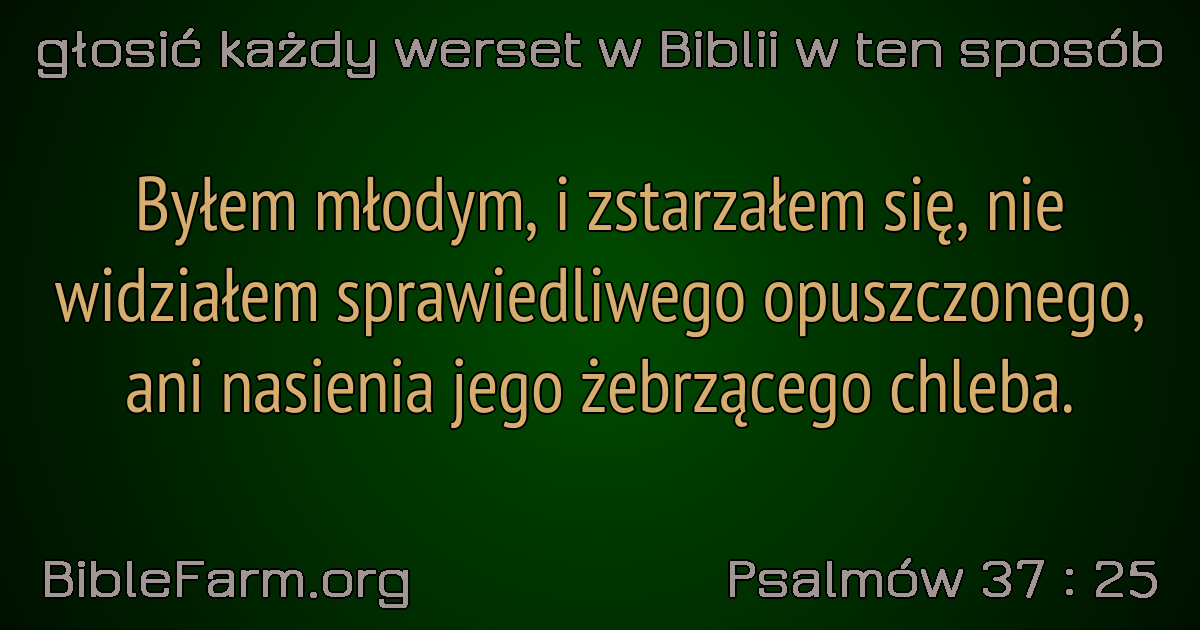 głosić każdy werset w Biblii w ten sposób
Byłem młodym, i zstarzałem się, nie
widziałem sprawiedliwego opuszczonego,
ani nasienia jego żebrzącego chleba.
BibleFarm.org
Psalmów 37 : 25